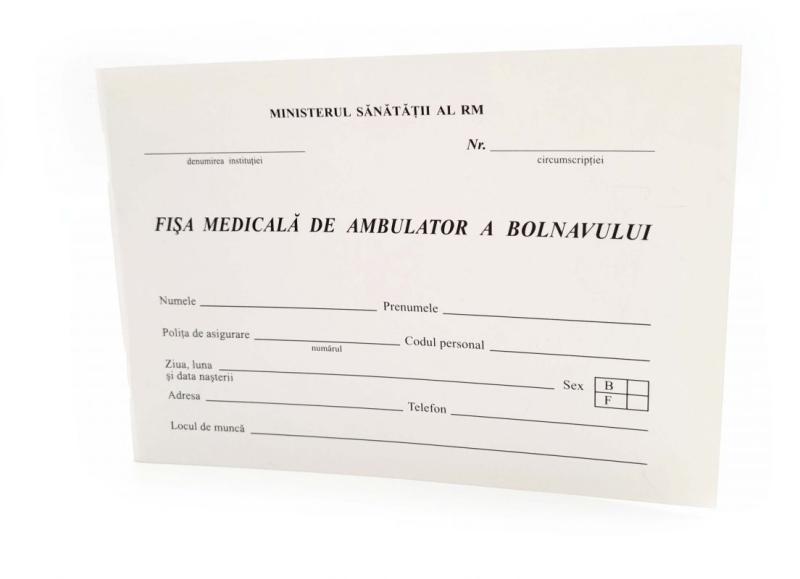 MINISTERUL SĂNĂTĂȚII AL RM
Nr.
denumirea instituției circumscripției
FIȘA MEDICALĂ DE AMBULATOR A BOLNAVULUI
Numele Prenumele
Polița de asigurare Codul personal
numărul
Ziua, luna
și data nașterii
Sex B
F
Adresa Telefon
Locul de muncă